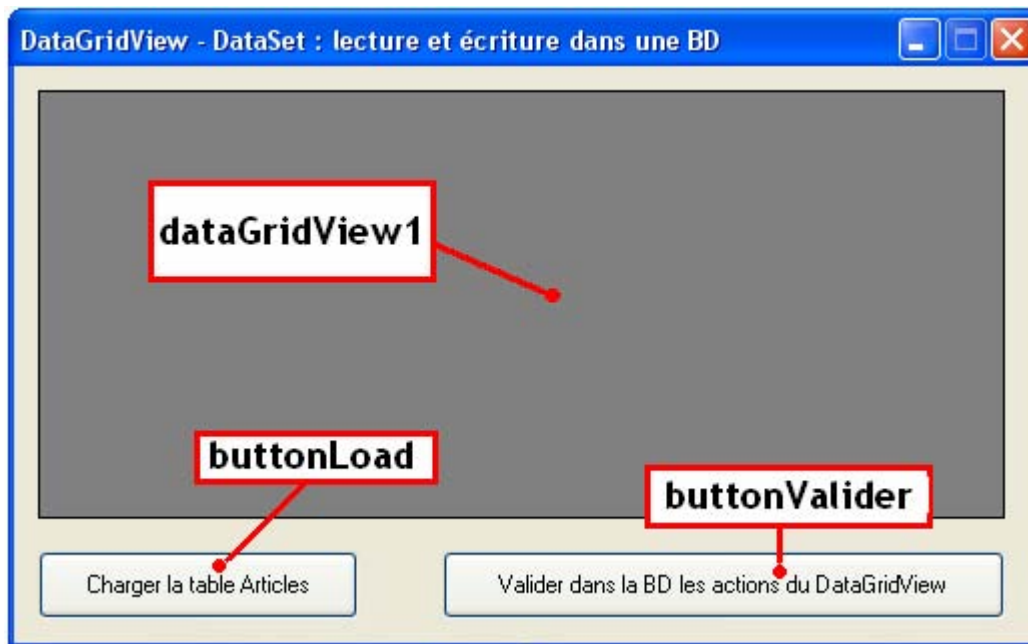 DataGridView - DataSet : lecture et écriture dans une BD
dataGridView1
buttonLoad
buttonValider
Charger la table Articles
Valider dans la BD les actions du DataGridView